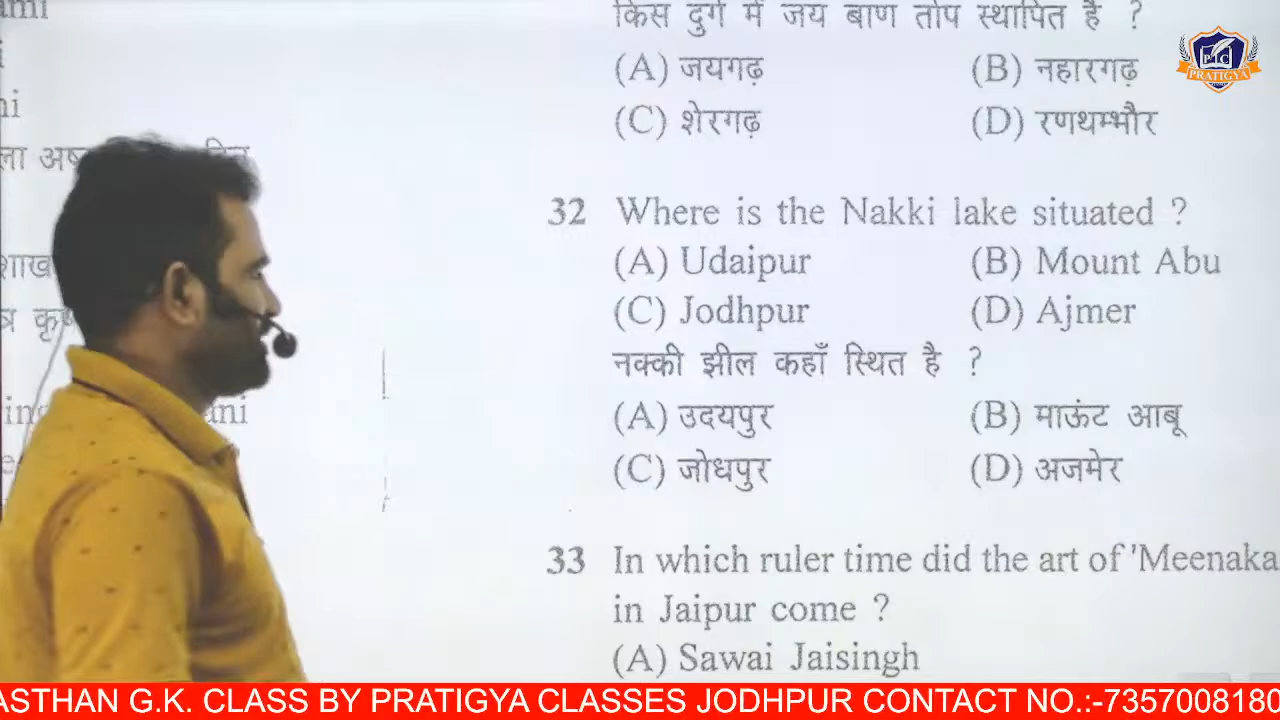 किस दुर्ग में जय बाण तोप स्थापित है ?
(A) जयगढ़ (B) नहारगढ़
(C) शेरगढ़ (D) रणथम्भौर
32 Where is the Nakki lake situated ?
(A) Udaipur (B) Mount Abu
(C) Jodhpur (D) Ajmer
नक्की झील कहाँ स्थित है ?
(A) उदयपुर (B) माऊंट आबू
(C) जोधपुर (D) अजमेर
33 In which ruler time did the art of 'Meenaka
in Jaipur come ?
(A) Sawai Jaisingh
PTC
PRATIGYA
ASTHAN G.K. CLASS BY PRATIGYA CLASSES JODHPUR CONTACT NO.:-7357008180